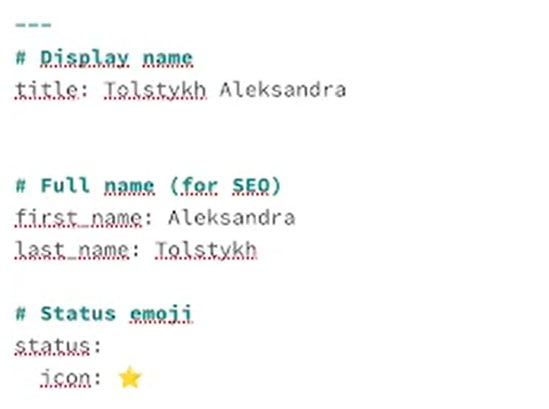 ---
# Display name
title: Tolstykh Aleksandra
# Full name (for SEO)
first_name: Aleksandra
last_name: Tolstykh
# Status emoji
status:
icon: ⭐